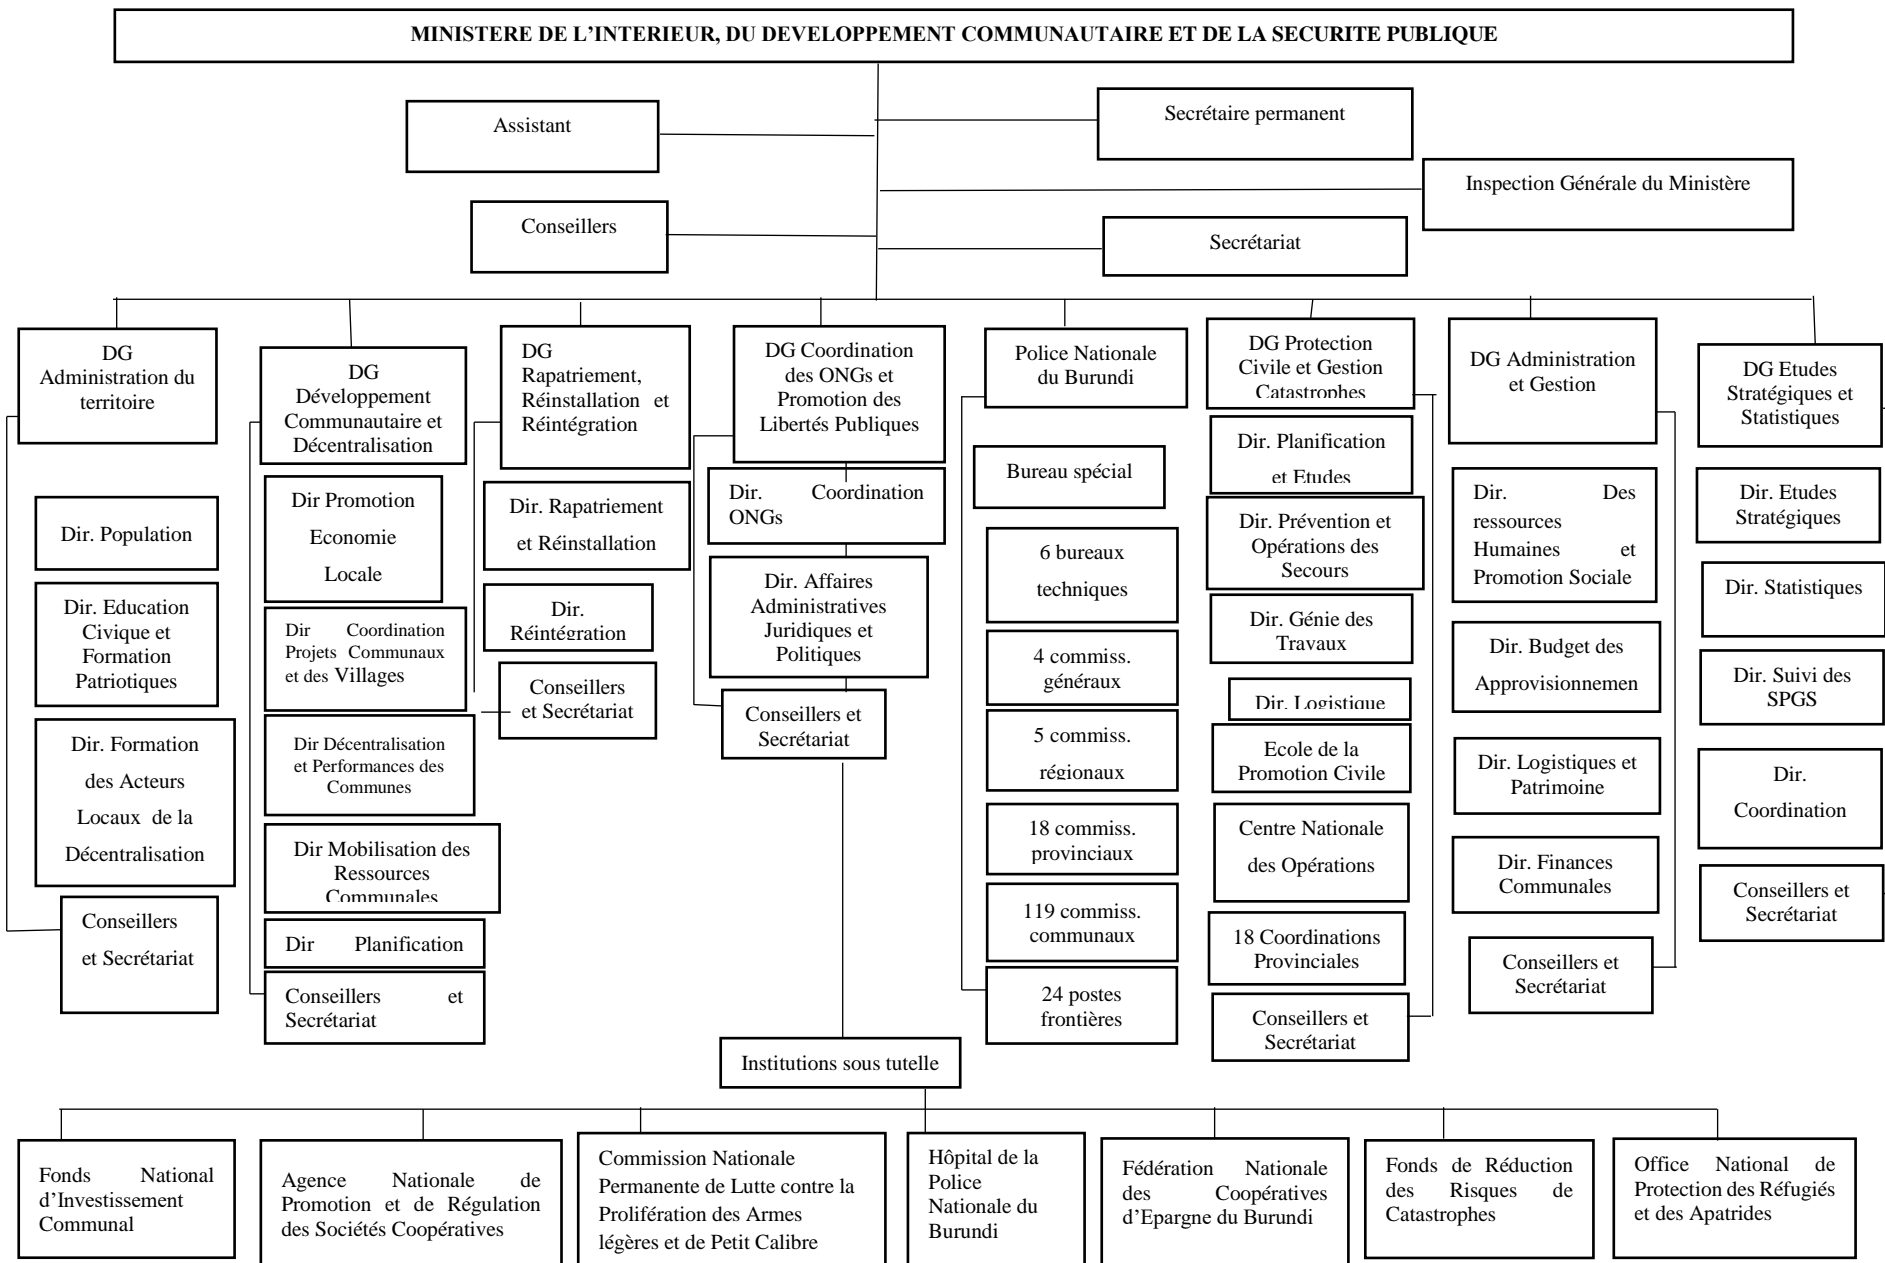 MINISTERE DE L'INTERIEUR, DU DEVELOPPEMENT COMMUNAUTAIRE ET DE LA SECURITE PUBLIQUE
Assistant
Secrétaire permanent
Inspection Générale du Ministère
Conseillers
Secrétariat
DG
Administration du
territoire
Dir. Population
Dir. Education
Civique et
Formation
Patriotiques
Dir. Formation
des Acteurs
Locaux de la
Décentralisation
Conseillers
et Secrétariat
DG
Développement
Communautaire et
Décentralisation
Dir Promotion
Economie
Locale
Dir Coordination
Projets Communaux
et des Villages
Dir Décentralisation
et Performances des
Communes
Dir Mobilisation des
Ressources
Communales
Dir Planification
Conseillers et
Secrétariat
DG
Rapatriement,
Réinstallation et
Réintégration
Dir. Rapatriement
et Réinstallation
Dir.
Réintégration
Conseillers
et Secrétariat
DG Coordination
des ONGs et
Promotion des
Libertés Publiques
Dir. Coordination
ONGs
Dir. Affaires
Administratives
Juridiques et
Politiques
Conseillers et
Secrétariat
Police Nationale
du Burundi
Bureau spécial
6 bureaux
techniques
4 commiss.
généraux
5 commiss.
régionaux
18 commiss.
provinciaux
119 commiss.
communaux
24 postes
frontières
DG Protection
Civile et Gestion
Catastrophes
Dir. Planification
et Etudes
Dir. Prévention et
Opérations des
Secours
Dir. Génie des
Travaux
Dir. Logistique
Ecole de la
Promotion Civile
Centre Nationale
des Opérations
18 Coordinations
Provinciales
Conseillers et
Secrétariat
DG Administration
et Gestion
Dir. Des
ressources
Humaines et
Promotion Sociale
Dir. Budget des
Approvisionnemen
Dir. Logistiques et
Patrimoine
Dir. Finances
Communales
Conseillers et
Secrétariat
DG Etudes
Stratégiques et
Statistiques
Dir. Etudes
Stratégiques
Dir. Statistiques
Dir. Suivi des
SPGS
Dir.
Coordination
Conseillers et
Secrétariat
Institutions sous tutelle
Fonds National
d'Investissement
Communal
Agence Nationale de
Promotion et de Régulation
des Sociétés Coopératives
Commission Nationale
Permanente de Lutte contre la
Prolifération des Armes
légères et de Petit Calibre
Hôpital de la
Police
Nationale du
Burundi
Fédération Nationale
des Coopératives
d'Epargne du Burundi
Fonds de Réduction
des Risques de
Catastrophes
Office National de
Protection des Réfugiés
et des Apatrides